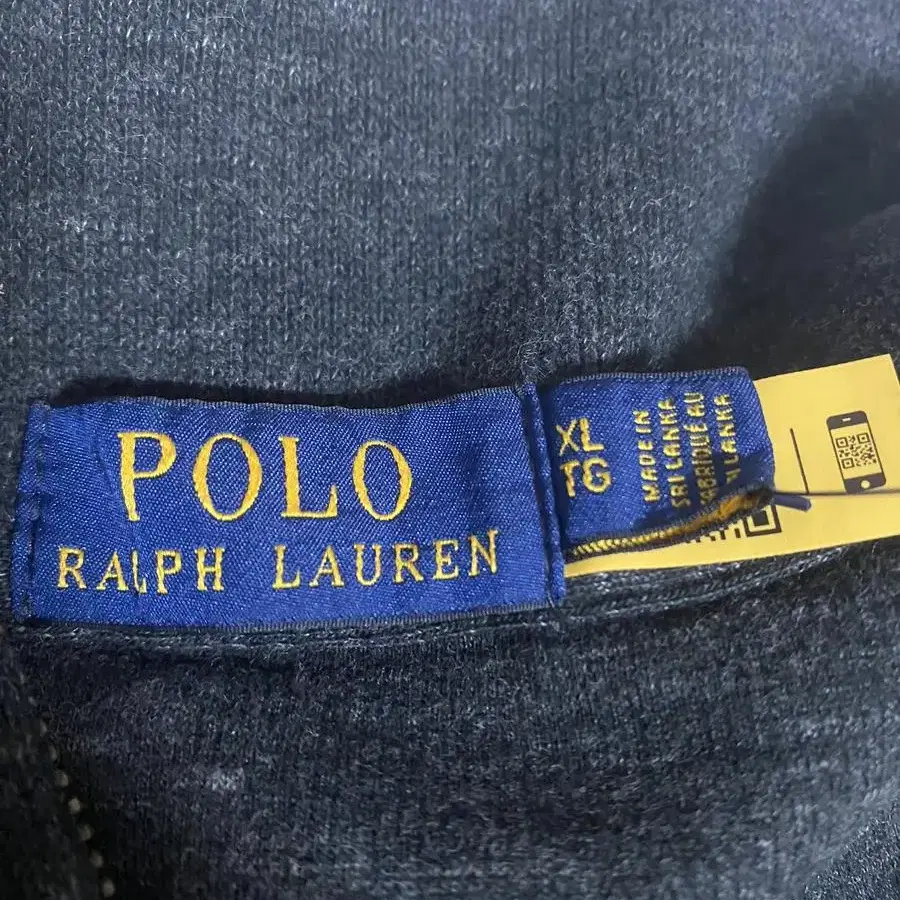 POLO
RALPH LAUREN
XL
TG
MADE IN
SRI LANKA
FABRIQUÉ AU
SRI LANKA